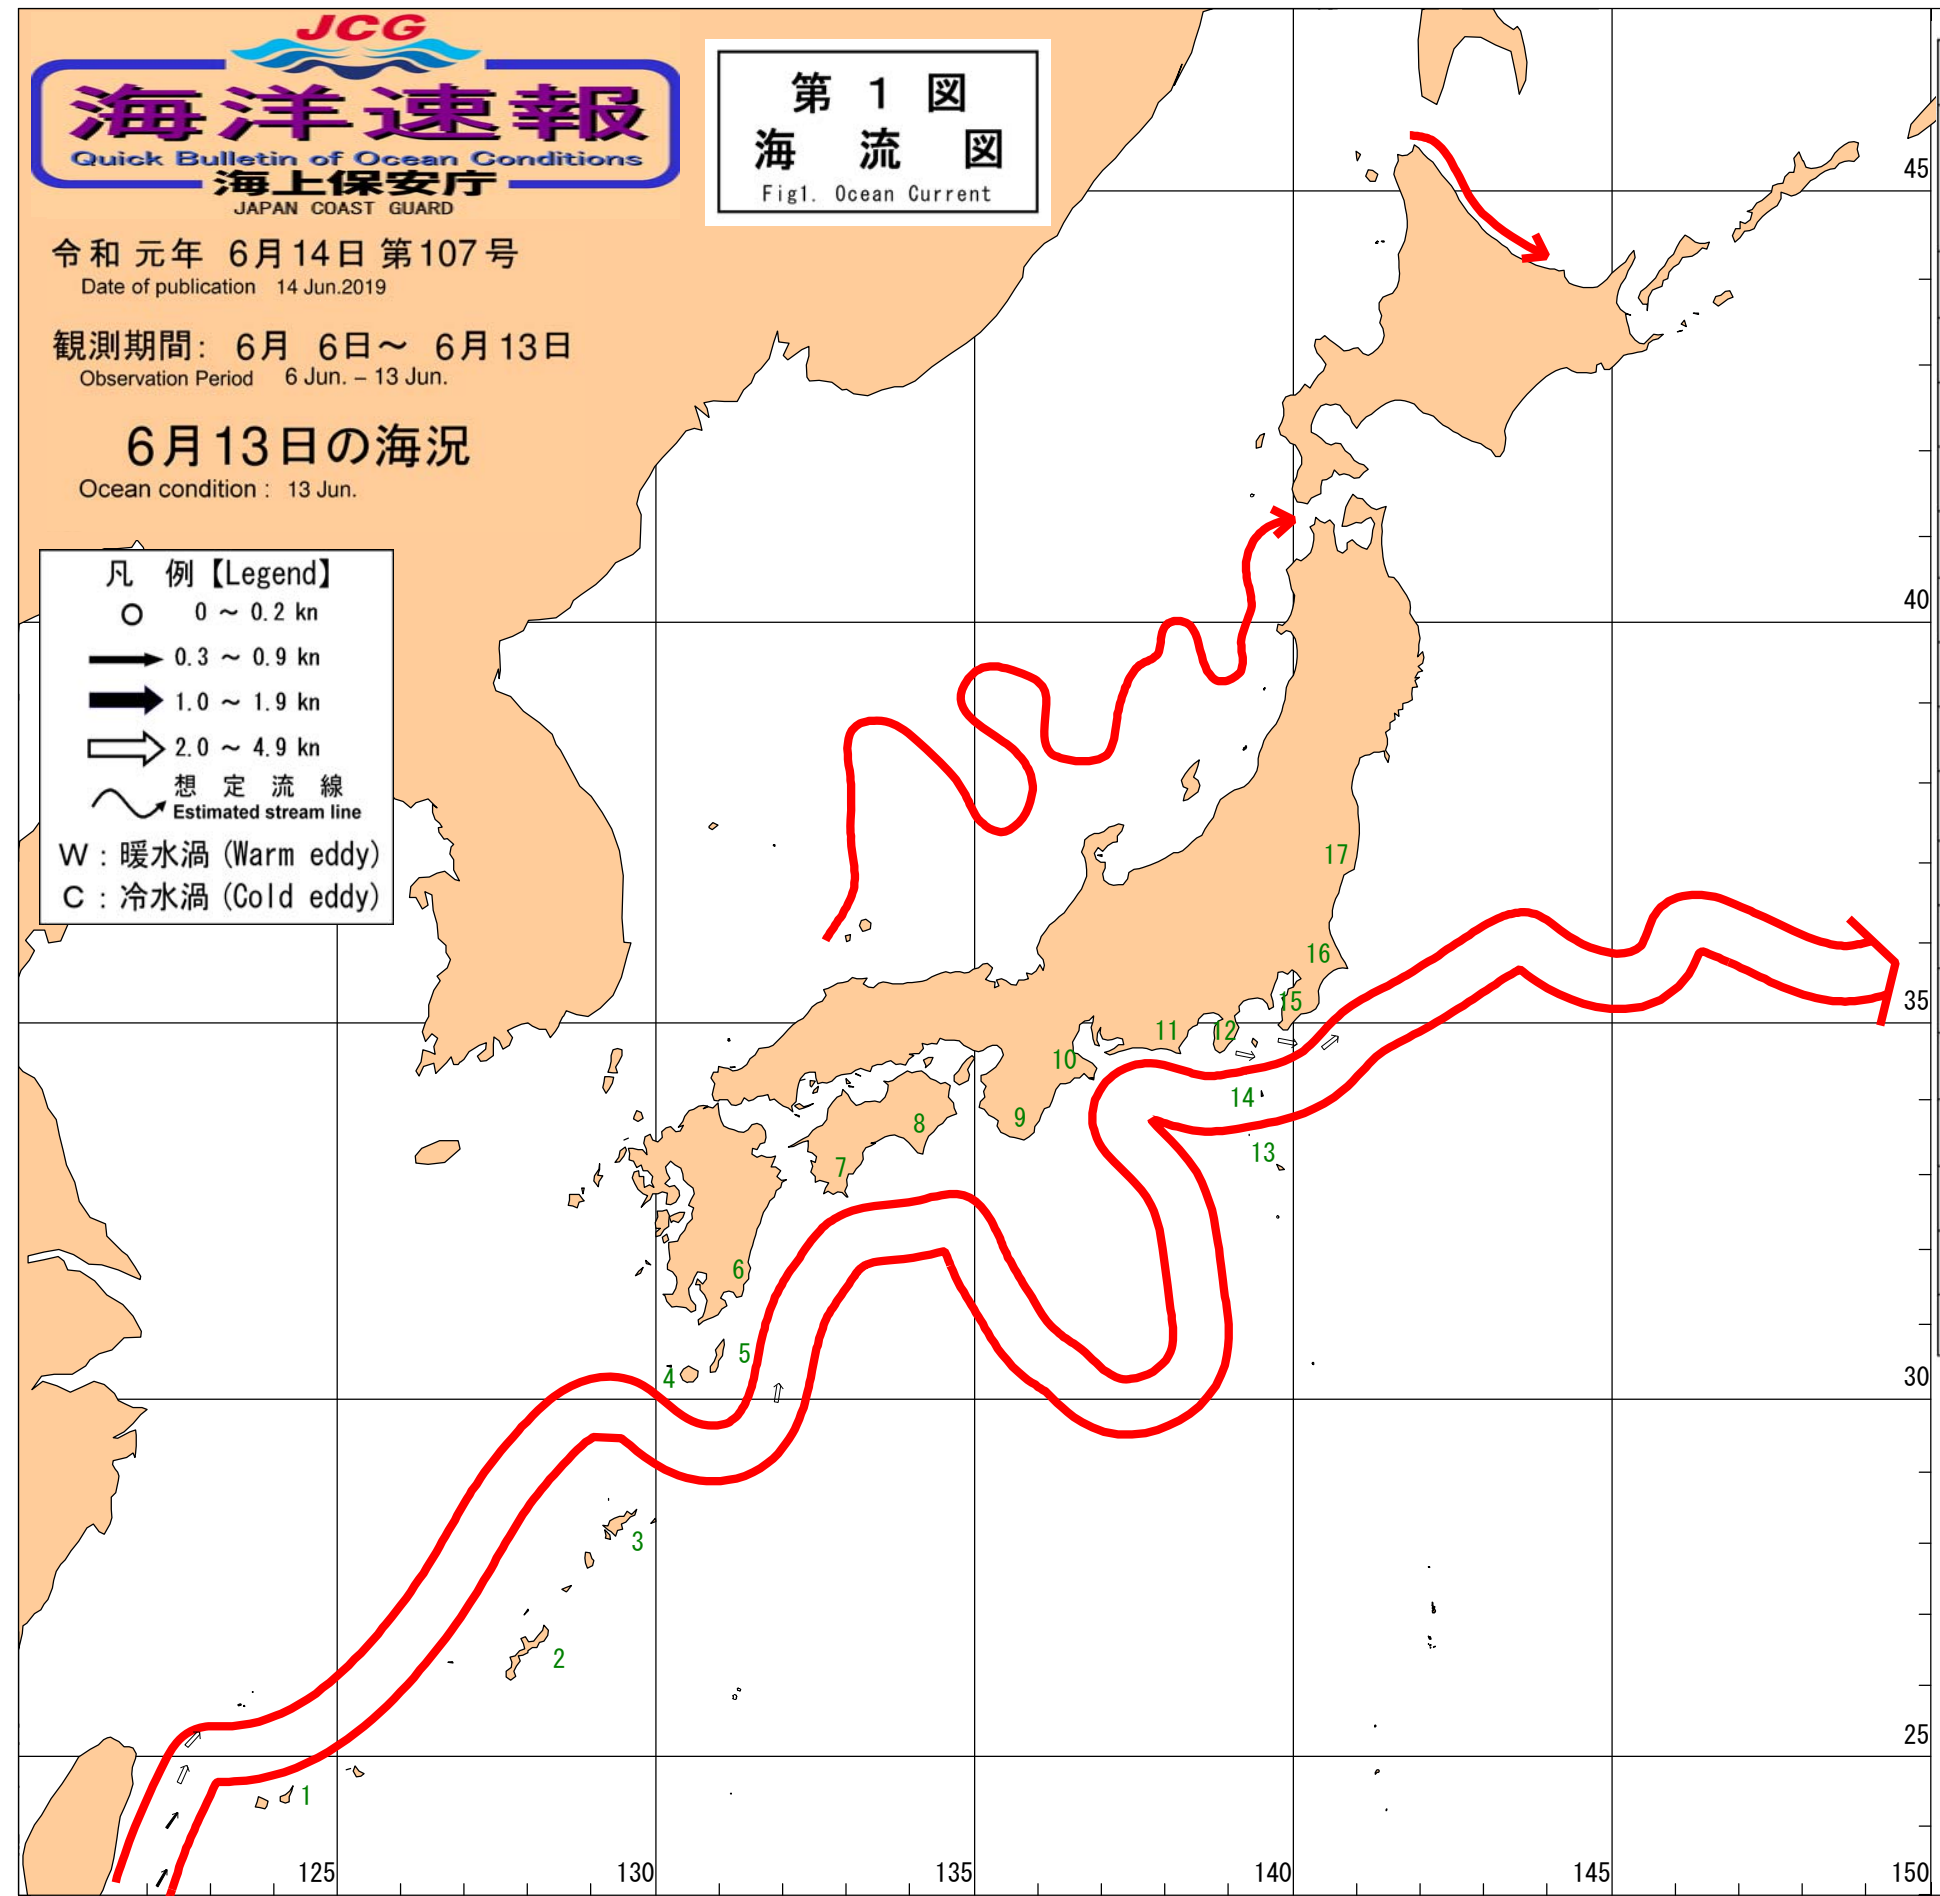 JCG
海洋速報
Quick Bulletin of Ocean Conditions
海上保安庁
JAPAN COAST GUARD
第 1 図
海 流 図
Fig1. Ocean Current
令和 元年 6月14日 第107号
Date of publication 14 Jun.2019
観測期間: 6月 6日～ 6月13日
Observation Period 6 Jun. – 13 Jun.
6月13日の海況
Ocean condition : 13 Jun.
凡 例【Legend】
0 ～ 0.2 kn
0.3 ～ 0.9 kn
1.0 ～ 1.9 kn
2.0 ～ 4.9 kn
想 定 流 線
Estimated stream line
W : 暖水渦 (Warm eddy)
C : 冷水渦 (Cold eddy)
45
40
17
16
35
15
12
11
10
14
9
8
13
7
6
5
4
30
3
2
25
1
125
130
135
140
145
150